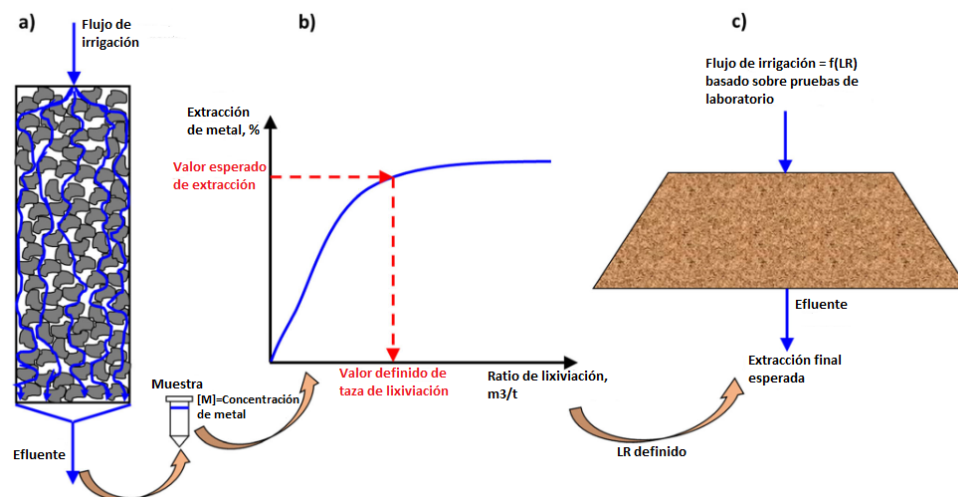 a)
Flujo de
irrigación
Efluente
Muestra
[M]=Concentración
de metal
b)
Extracción
de metal, %
Valor esperado
de extracción
Valor definido de
taza de lixiviación
Ratio de lixiviación,
m3/t
LR definido
c)
Flujo de irrigación = f(LR)
basado sobre pruebas de
laboratorio
Efluente
Extracción final
esperada